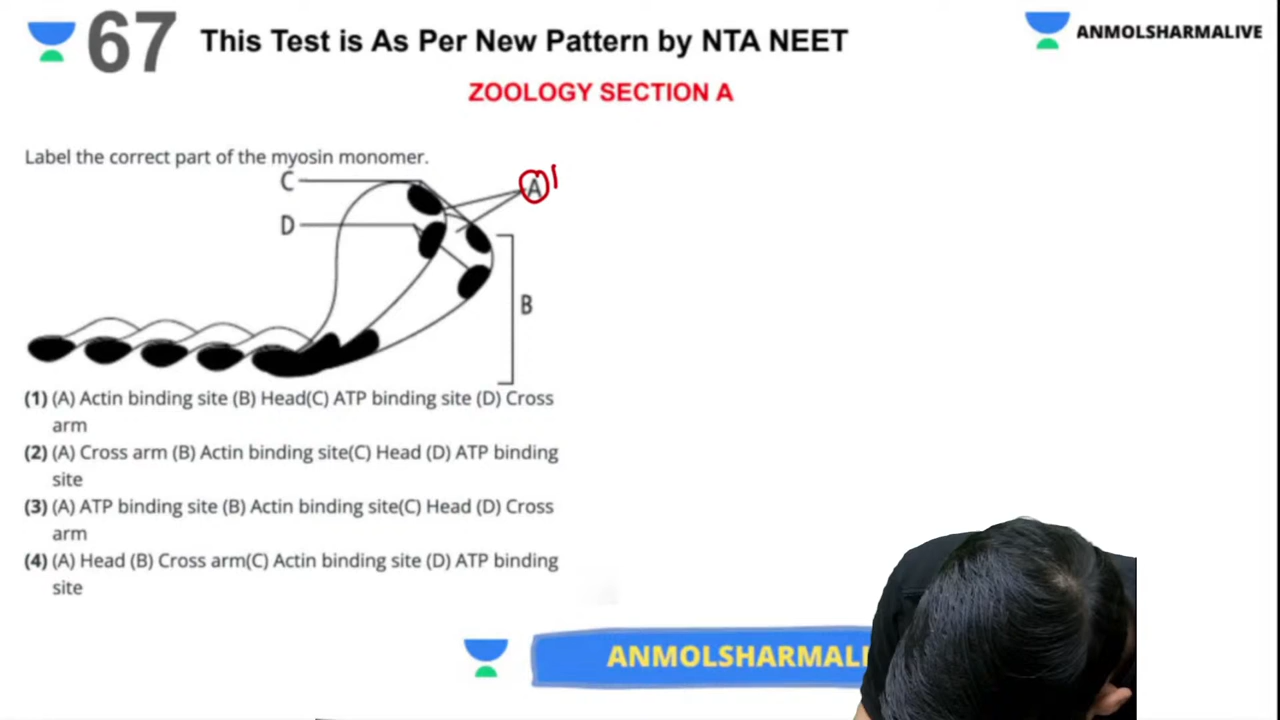 67 This Test is As Per New Pattern by NTA NEET
ANMOLSHARMALIVE
ZOOLOGY SECTION A
Label the correct part of the myosin monomer.
C
A
D
B
(1) (A) Actin binding site (B) Head(C) ATP binding site (D) Cross
arm
(2) (A) Cross arm (B) Actin binding site(C) Head (D) ATP binding
site
(3) (A) ATP binding site (B) Actin binding site(C) Head (D) Cross
arm
(4) (A) Head (B) Cross arm(C) Actin binding site (D) ATP binding
site
ANMOLSHARMALI